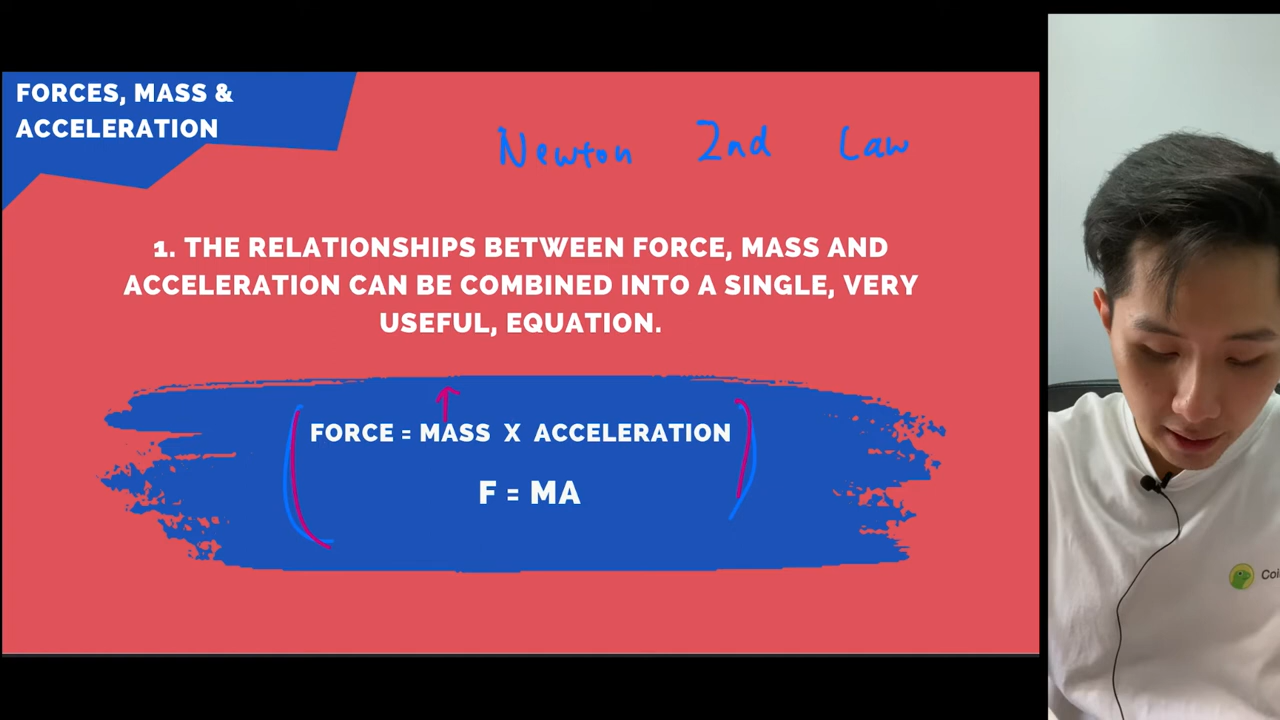 FORCES, MASS &
ACCELERATION
Newton 2nd Law
1. THE RELATIONSHIPS BETWEEN FORCE, MASS AND
ACCELERATION CAN BE COMBINED INTO A SINGLE, VERY
USEFUL, EQUATION.
FORCE = MASS X ACCELERATION
F = MA